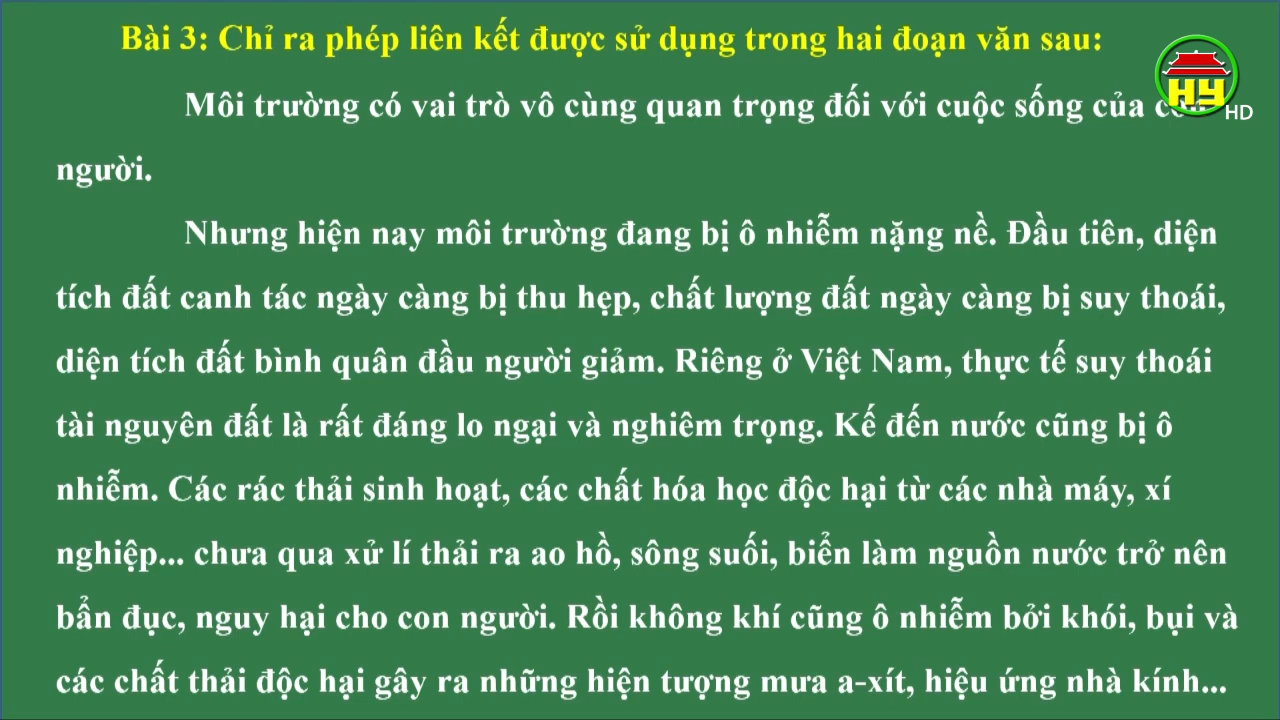 Bài 3: Chỉ ra phép liên kết được sử dụng trong hai đoạn văn sau:
HY HD
Môi trường có vai trò vô cùng quan trọng đối với cuộc sống của
người.
Nhưng hiện nay môi trường đang bị ô nhiễm nặng nề. Đầu tiên, diện
tích đất canh tác ngày càng bị thu hẹp, chất lượng đất ngày càng bị suy thoái,
diện tích đất bình quân đầu người giảm. Riêng ở Việt Nam, thực tế suy thoái
tài nguyên đất là rất đáng lo ngại và nghiêm trọng. Kế đến nước cũng bị ô
nhiễm. Các rác thải sinh hoạt, các chất hóa học độc hại từ các nhà máy, xí
nghiệp... chưa qua xử lí thải ra ao hồ, sông suối, biển làm nguồn nước trở nên
bẩn đục, nguy hại cho con người. Rồi không khí cũng ô nhiễm bởi khói, bụi và
các chất thải độc hại gây ra những hiện tượng mưa a-xít, hiệu ứng nhà kính...